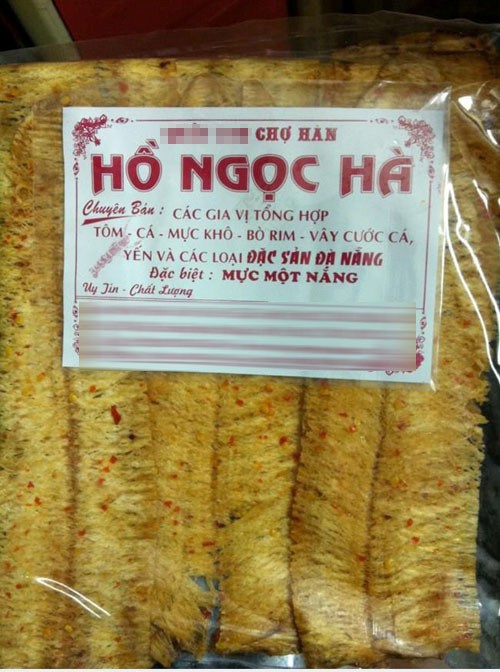 CHỢ HÀN
HỒ NGỌC HÀ
Chuyên Bán : CÁC GIA VỊ TỔNG HỢP
TÔM - CÁ - MỰC KHÔ - BÒ RIM - VÂY CƯỚC CÁ,
YẾN VÀ CÁC LOẠI ĐẶC SẢN ĐÀ NẴNG
Đặc biệt : MỰC MỘT NẮNG
Uy Tín - Chất Lượng